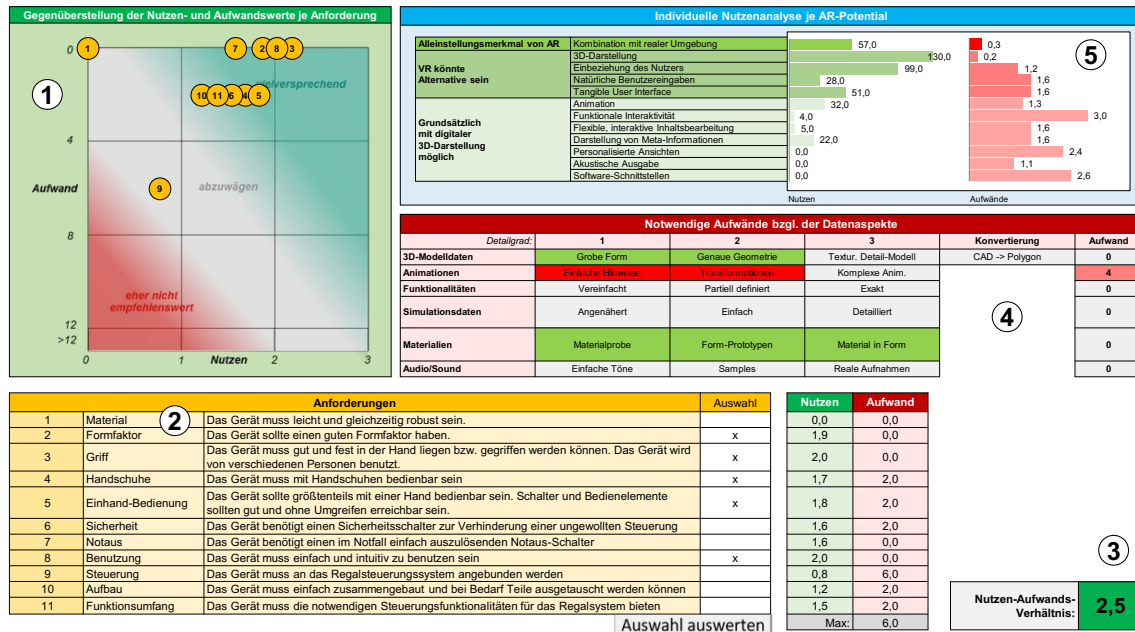 Gegenüberstellung der Nutzen- und Aufwandswerte je Anforderung
0
1
7
2
8
3
vielversprechend
10
11
6
4
5
1
4
Aufwand
9
abzuwägen
8
eher nicht
empfehlenswert
12
>12
0
1
Nutzen
2
3
Individuelle Nutzenanalyse je AR-Potential
Alleinstellungsmerkmal von AR Kombination mit realer Umgebung 57,0 0,3
VR könnte
Alternative sein
3D-Darstellung 130,0 0,2
Einbeziehung des Nutzers 99,0 1,2
Natürliche Benutzereingaben 28,0 1,6
Tangible User Interface 51,0 1,6
Grundsätzlich
mit digitaler
3D-Darstellung
möglich
Animation 32,0 1,3
Funktionale Interaktivität 4,0 3,0
Flexible, interaktive Inhaltsbearbeitung 5,0 1,6
Darstellung von Meta-Informationen 22,0 1,6
Personalisierte Ansichten 0,0 2,4
Akustische Ausgabe 0,0 1,1
Software-Schnittstellen 0,0 2,6
5
Nutzen Aufwände
Notwendige Aufwände bzgl. der Datenaspekte
Detailgrad: 1 2 3 Konvertierung Aufwand
3D-Modelldaten Grobe Form Genaue Geometrie Textur. Detail-Modell CAD -> Polygon 0
Animationen Einfache Hinweise Transformationen Komplexe Anim. 4
Funktionalitäten Vereinfacht Partiell definiert Exakt 0
Simulationsdaten Angenähert Einfach Detailliert 0
4
Materialien Materialprobe Form-Prototypen Material in Form 0
Audio/Sound Einfache Töne Samples Reale Aufnahmen 0
Anforderungen Auswahl Nutzen Aufwand
1 Material Das Gerät muss leicht und gleichzeitig robust sein. 0,0 0,0
2
2 Formfaktor Das Gerät sollte einen guten Formfaktor haben. x 1,9 0,0
3 Griff Das Gerät muss gut und fest in der Hand liegen bzw. gegriffen werden können. Das Gerät wird
von verschiedenen Personen benutzt. x 2,0 0,0
4 Handschuhe Das Gerät muss mit Handschuhen bedienbar sein x 1,7 2,0
5 Einhand-Bedienung Das Gerät sollte größtenteils mit einer Hand bedienbar sein. Schalter und Bedienelemente
sollten gut und ohne Umgreifen erreichbar sein. x 1,8 2,0
6 Sicherheit Das Gerät benötigt einen Sicherheitsschalter zur Verhinderung einer ungewollten Steuerung 1,6 2,0
7 Notaus Das Gerät benötigt einen im Notfall einfach auszulösenden Notaus-Schalter 1,6 0,0
8 Benutzung Das Gerät muss einfach und intuitiv zu benutzen sein x 2,0 0,0
9 Steuerung Das Gerät muss an das Regalsteuerungssystem angebunden werden 0,8 6,0
10 Aufbau Das Gerät muss einfach zusammengebaut und bei Bedarf Teile ausgetauscht werden können 1,2 2,0
11 Funktionsumfang Das Gerät muss die notwendigen Steuerungsfunktionalitäten für das Regalsystem bieten 1,5 2,0
Auswahl auswerten Max: 6,0
3
Nutzen-Aufwands-
Verhältnis: 2,5